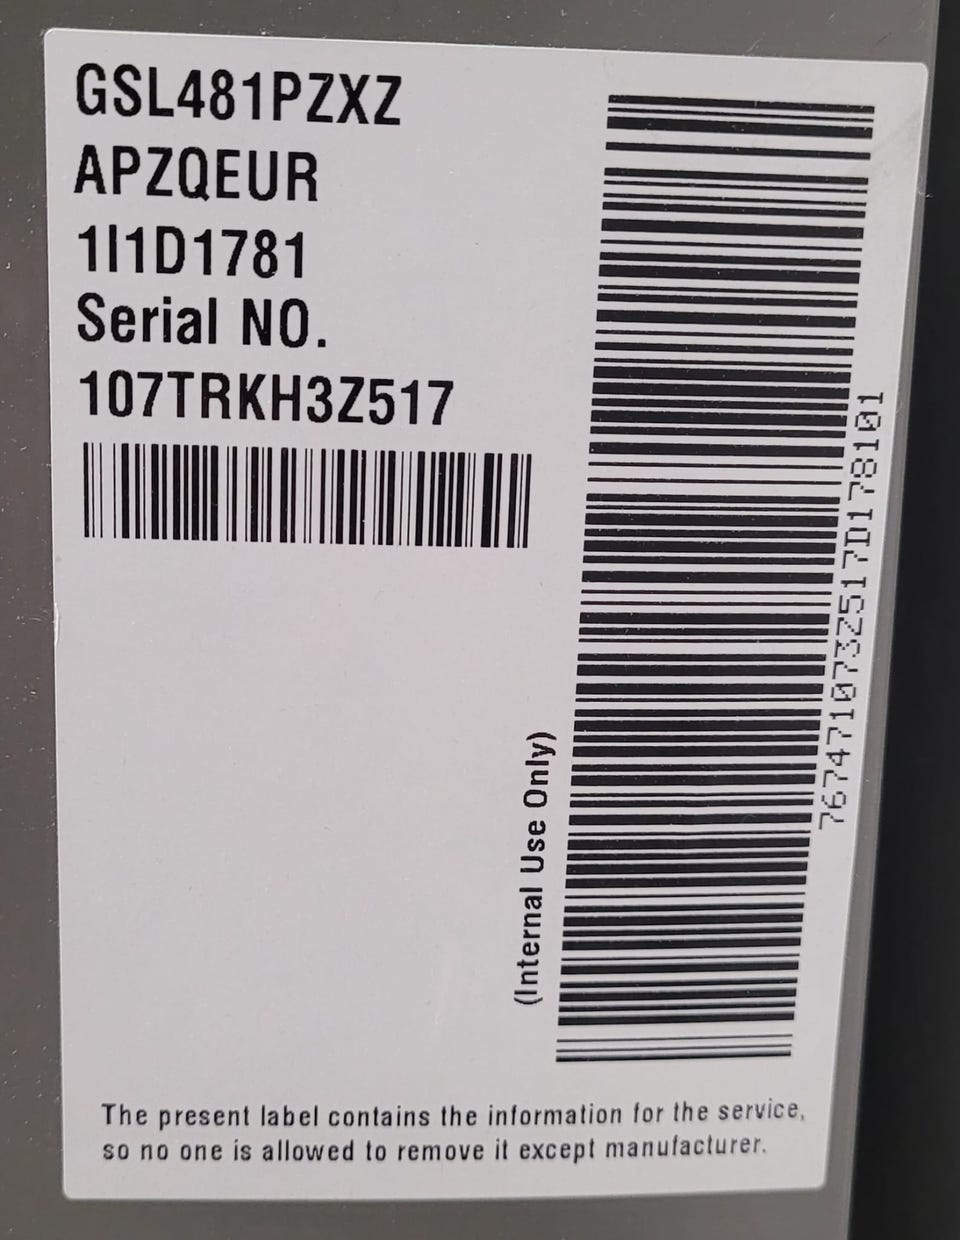 GSL481PZXZ
APZQEUR
1I1D1781
Serial NO.
107TRKH3Z517
(Internal Use Only)
767471073Z517D178101
The present label contains the information for the service,
so no one is allowed to remove it except manufacturer.